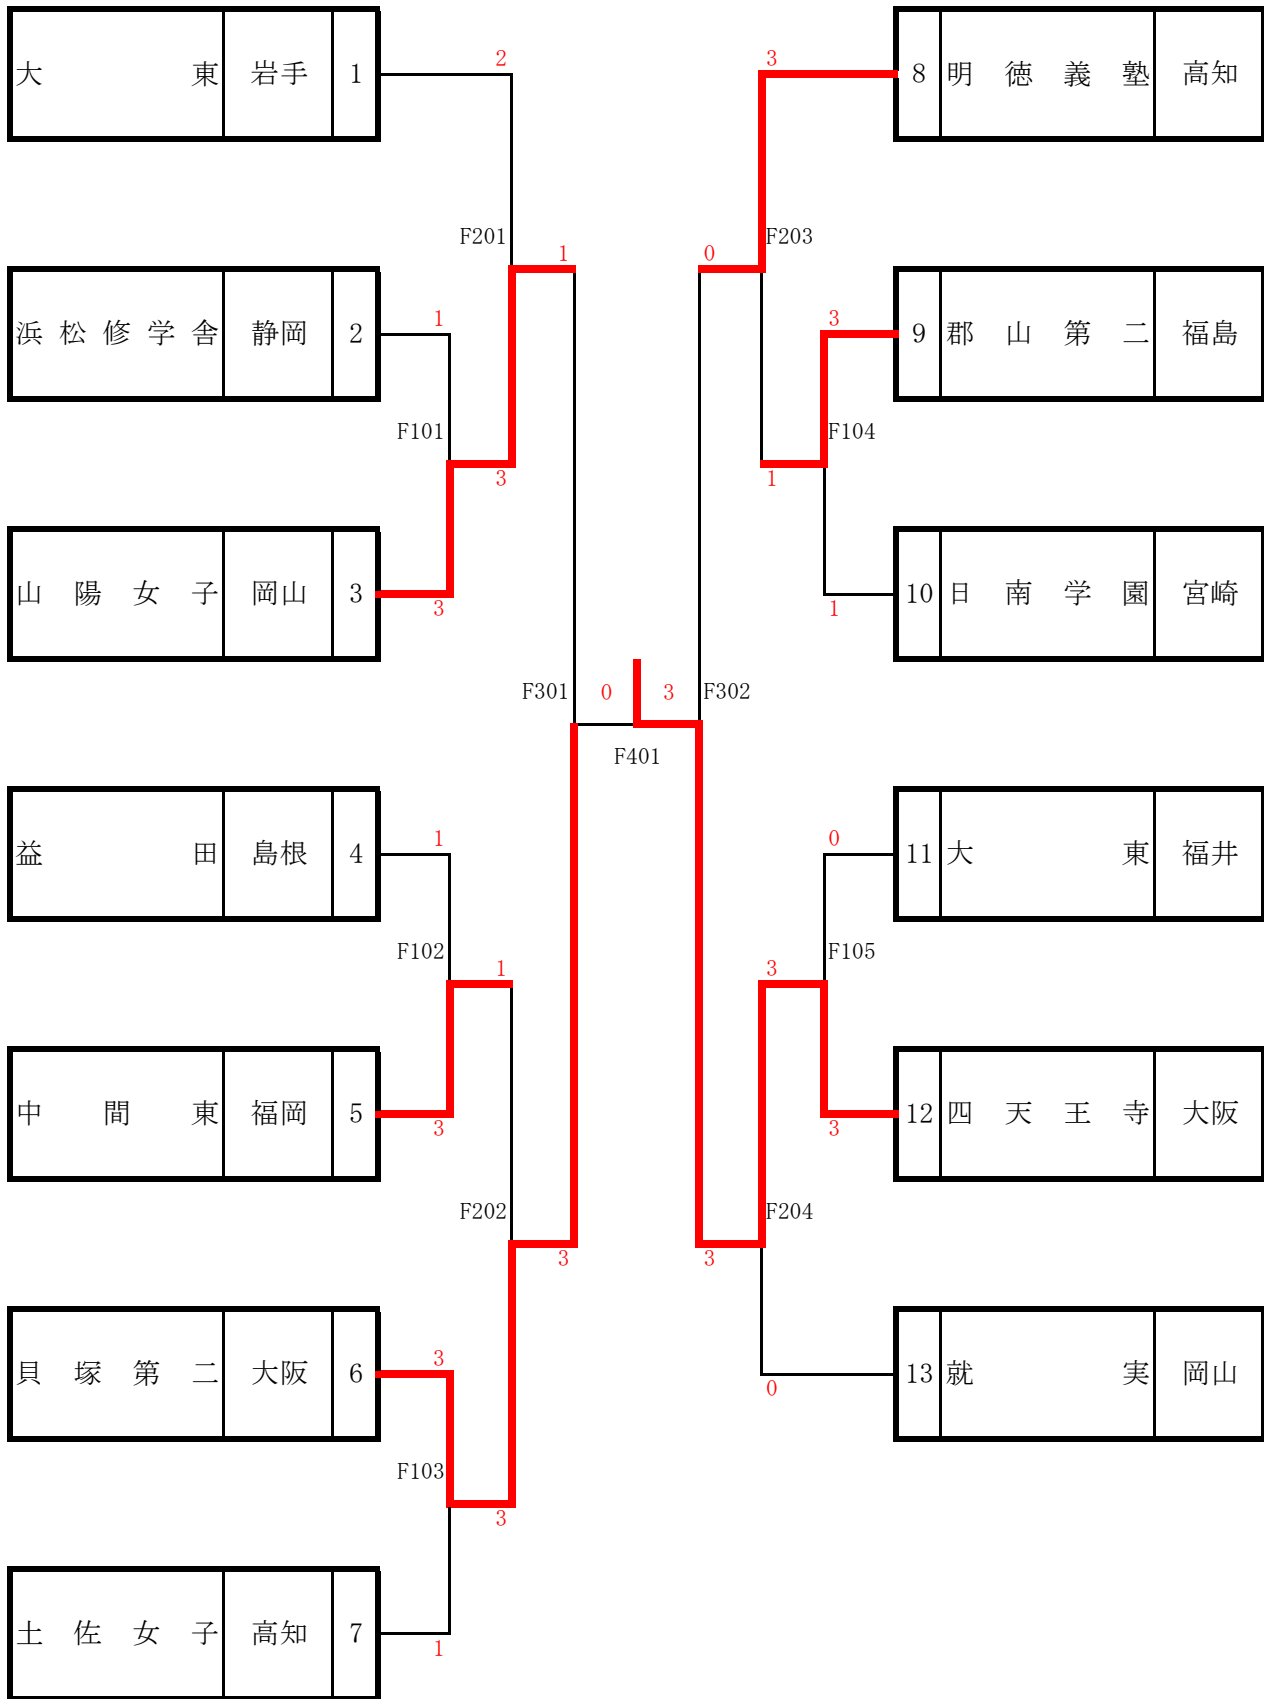 大東 岩手 1
2
8 明徳義塾 高知
3
F201
F203
1
0
浜松修学舎 静岡 2
1
9 郡山第二 福島
3
F101
F104
3
1
山陽女子 岡山 3
3
10 日南学園 宮崎
1
F301 0 3 F302
F401
益田 島根 4
1
11 大東 福井
0
F102
F105
1
3
中間東 福岡 5
3
12 四天王寺 大阪
3
F202
F204
3
3
貝塚第二 大阪 6
3
13 就実 岡山
0
F103
3
土佐女子 高知 7
1